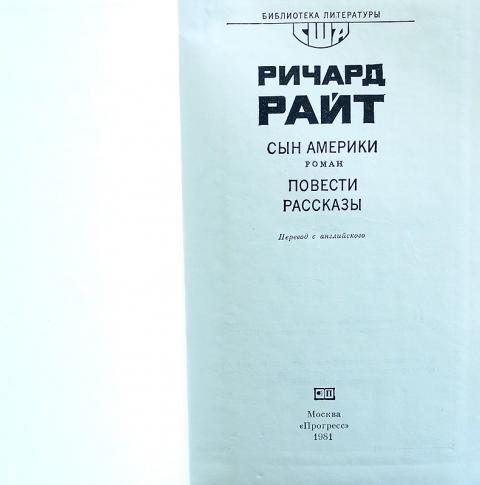 БИБЛИОТЕКА ЛИТЕРАТУРЫ
США
РИЧАРД
РАЙТ
СЫН АМЕРИКИ
РОМАН
ПОВЕСТИ
РАССКАЗЫ
Перевод с английского
Москва
«Прогресс»
1981